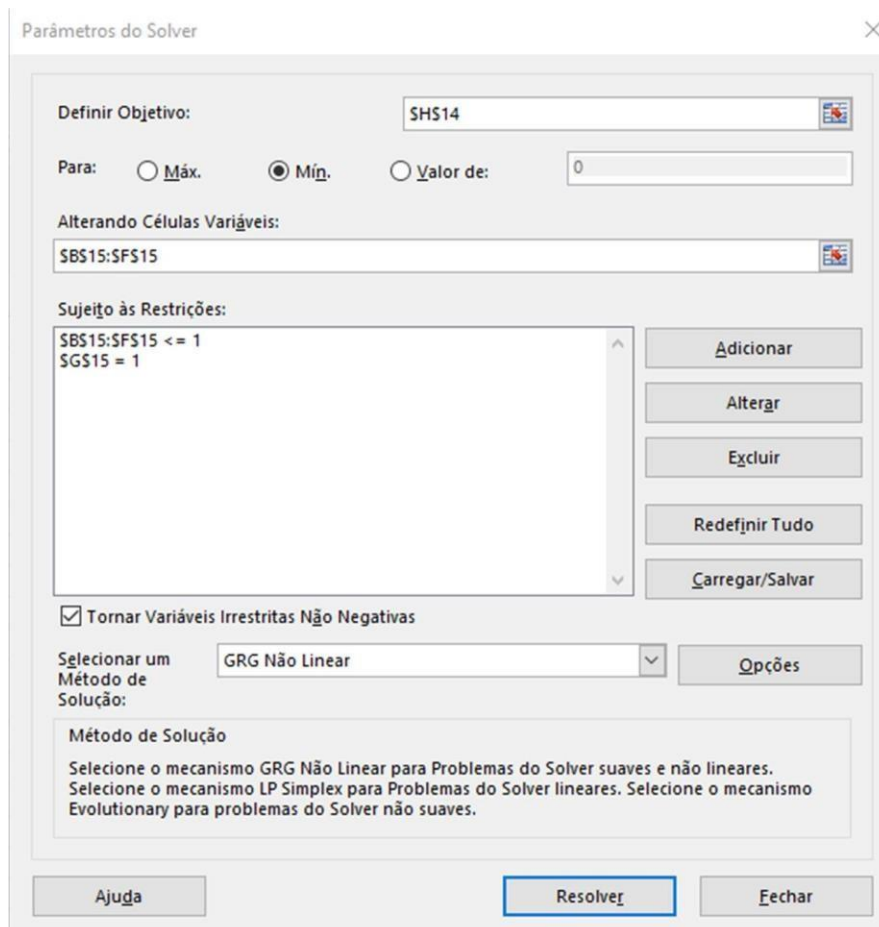 Parâmetros do Solver
Definir Objetivo:
$H$14
Para:
Máx.
Mín.
Valor de:
0
Alterando Células Variáveis:
$B$15:$F$15
Sujeito às Restrições:
$B$15:$F$15 <= 1
$G$15 = 1
Adicionar
Alterar
Excluir
Redefinir Tudo
Carregar/Salvar
Tornar Variáveis Irrestritas Não Negativas
Selecionar um
Método de
Solução:
GRG Não Linear
Opções
Método de Solução
Selecione o mecanismo GRG Não Linear para Problemas do Solver suaves e não lineares.
Selecione o mecanismo LP Simplex para Problemas do Solver lineares. Selecione o mecanismo
Evolutionary para problemas do Solver não suaves.
Ajuda
Resolver
Fechar